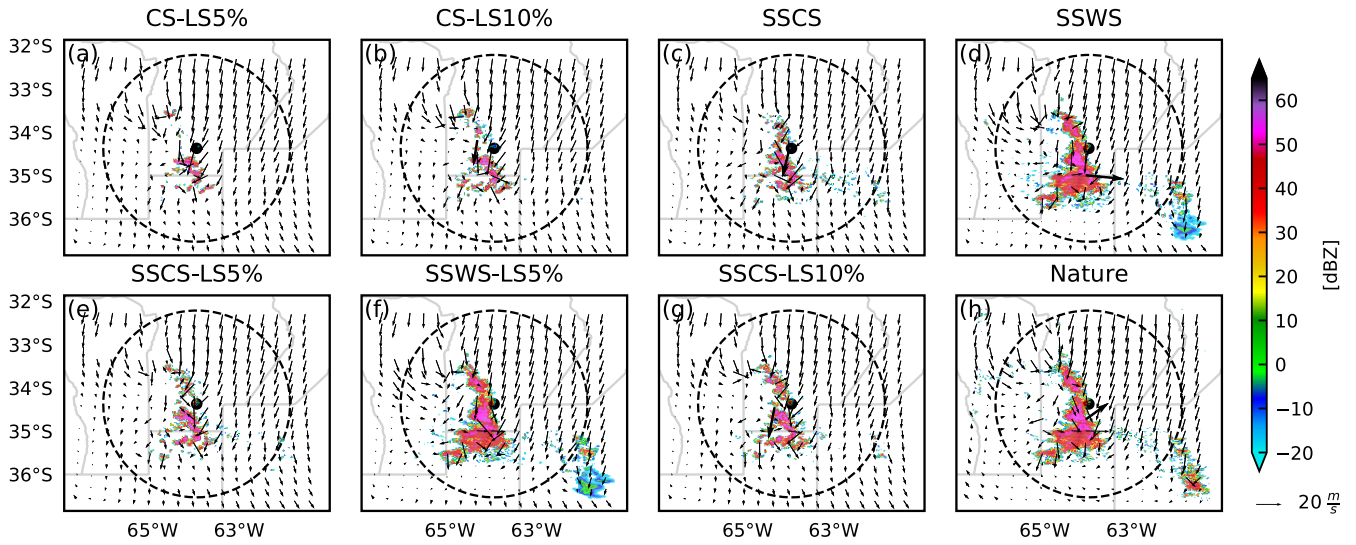 CS-LS5% CS-LS10% SSCS SSWS
(a) (b) (c) (d)
32°S
33°S
34°S
35°S
36°S
SSCS-LS5% SSWS-LS5% SSCS-LS10% Nature
(e) (f) (g) (h)
32°S
33°S
34°S
35°S
36°S
65°W 63°W 65°W 63°W 65°W 63°W 65°W 63°W
60
50
40
30
20
10
0
−10
−20
[dBZ]
20 m/s